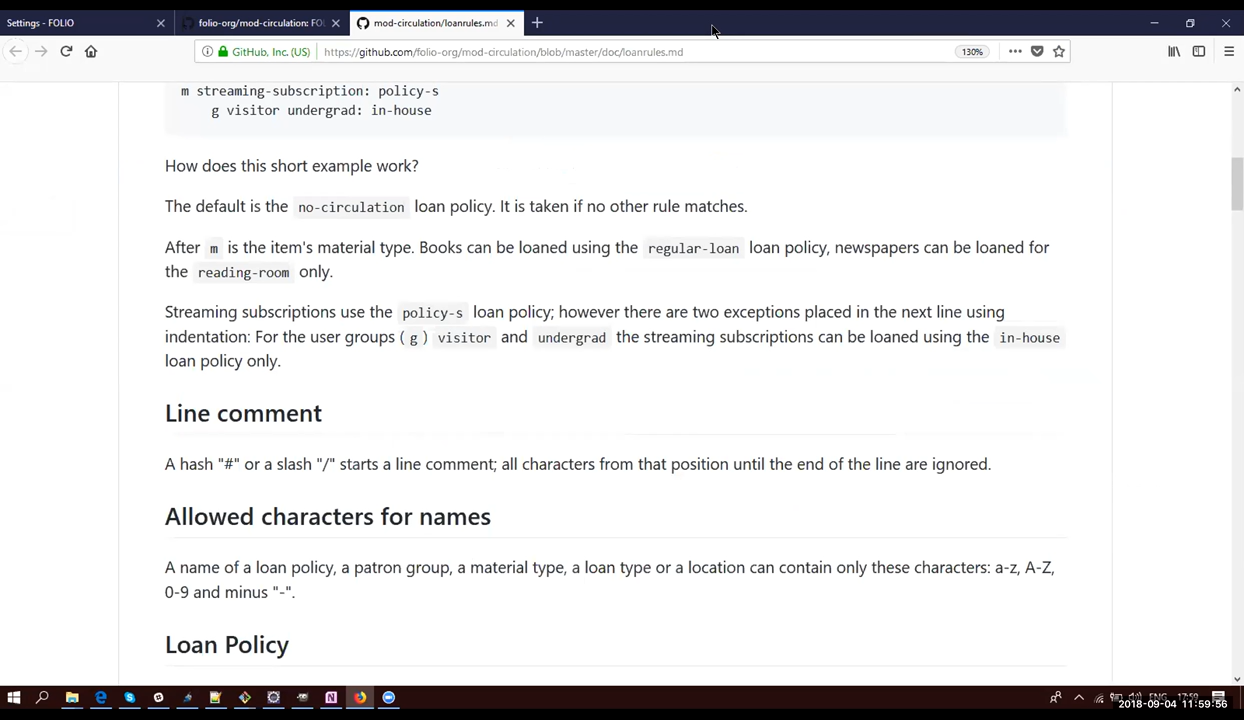 Settings - FOLIO
folio-org/mod-circulation: FOL
mod-circulation/loanrules.md
GitHub, Inc. (US)
https://github.com/folio-org/mod-circulation/blob/master/doc/loanrules.md
130%
m streaming-subscription: policy-s
g visitor undergrad: in-house
How does this short example work?
The default is the no-circulation loan policy. It is taken if no other rule matches.
After m is the item's material type. Books can be loaned using the regular-loan loan policy, newspapers can be loaned for
the reading-room only.
Streaming subscriptions use the policy-s loan policy; however there are two exceptions placed in the next line using
indentation: For the user groups ( g ) visitor and undergrad the streaming subscriptions can be loaned using the in-house
loan policy only.
Line comment
A hash "#" or a slash "/" starts a line comment; all characters from that position until the end of the line are ignored.
Allowed characters for names
A name of a loan policy, a patron group, a material type, a loan type or a location can contain only these characters: a-z, A-Z,
0-9 and minus "-".
Loan Policy
ENG 17:59
2018-09-04 11:59:56